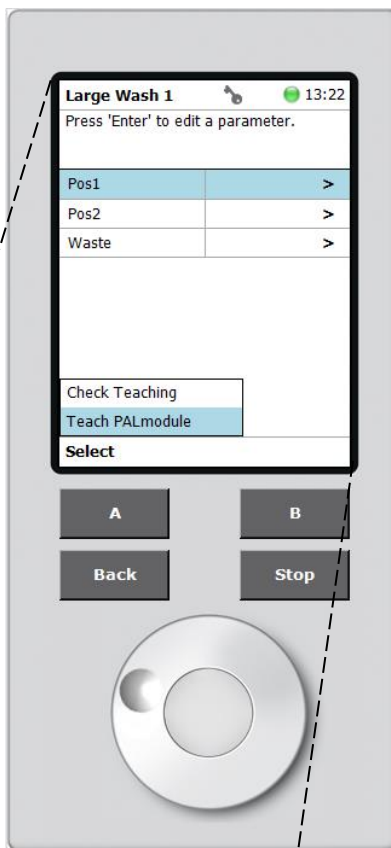 Large Wash 1 13:22
Press 'Enter' to edit a parameter.
Pos1 >
Pos2 >
Waste >
Check Teaching
Teach PALmodule
Select
A B
Back Stop